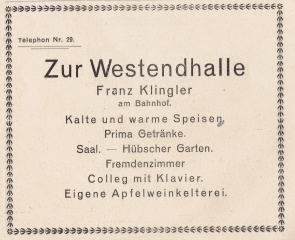 Telephon Nr. 29.
Zur Westendhalle
Franz Klingler
am Bahnhof.
Kalte und warme Speisen,
Prima Getränke.
Saal. — Hübscher Garten.
Fremdenzimmer
Colleg mit Klavier.
Eigene Apfelweinkelterei.